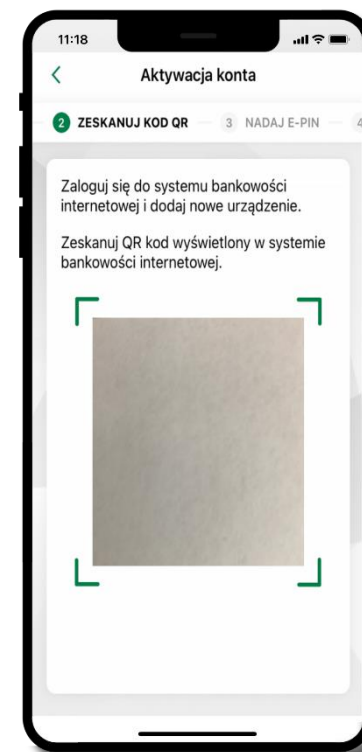 11:18
Aktywacja konta
2 ZESKANUJ KOD QR 3 NADAJ E-PIN 4
Zaloguj się do systemu bankowości
internetowej i dodaj nowe urządzenie.
Zeskanuj QR kod wyświetlony w systemie
bankowości internetowej.